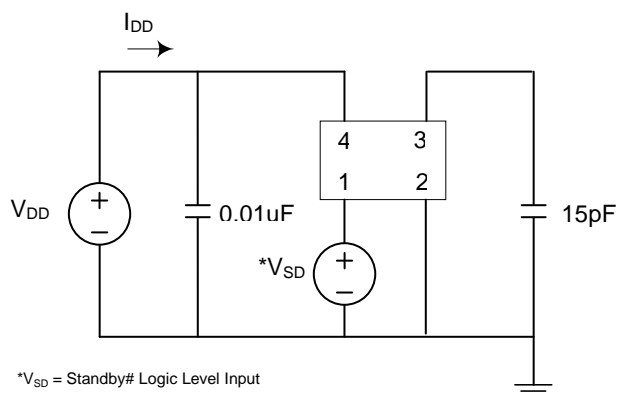 IDD
4 3
1 2
VDD
+
−
0.01uF
*VSD
+
−
15pF
*VSD = Standby# Logic Level Input